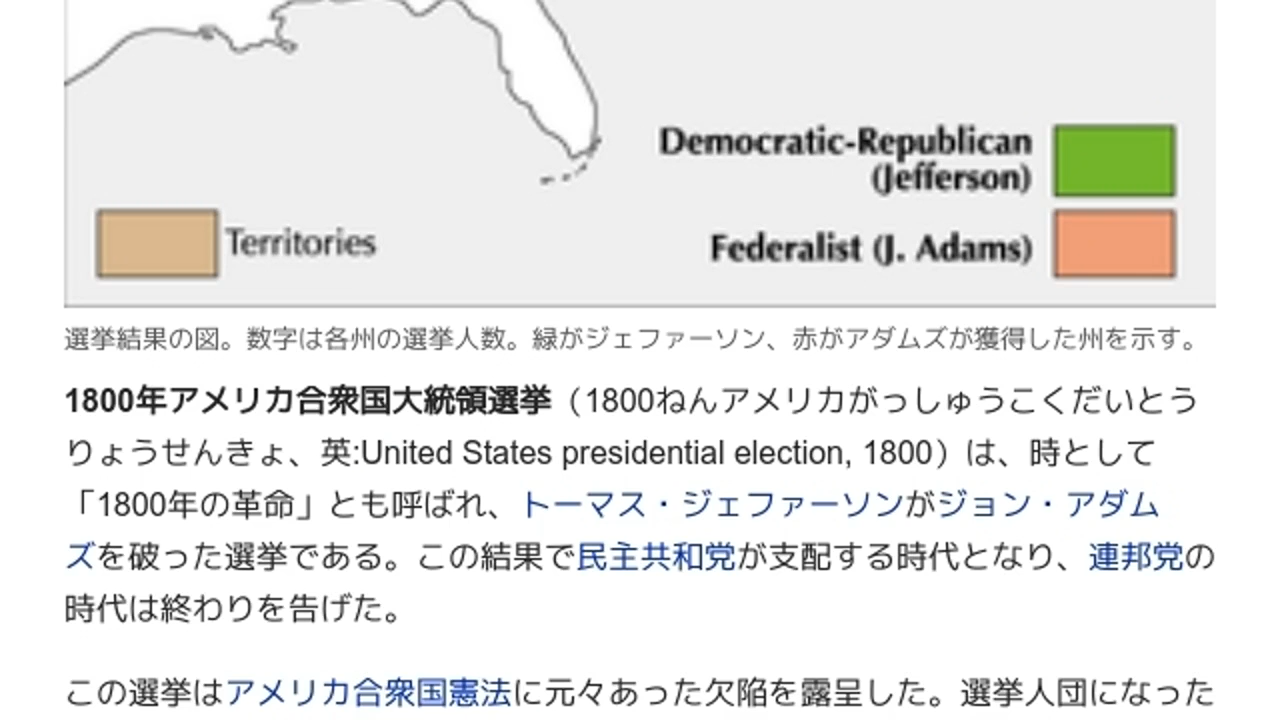 Democratic-Republican
(Jefferson)
Territories
Federalist (J. Adams)
選挙結果の図。数字は各州の選挙人数。緑がジェファーソン、赤がアダムズが獲得した州を示す。
1800年アメリカ合衆国大統領選挙（1800ねんアメリカがっしゅうこくだいとう
りょうせんきょ、英:United States presidential election, 1800）は、時として
「1800年の革命」とも呼ばれ、トーマス・ジェファーソンがジョン・アダム
ズを破った選挙である。この結果で民主共和党が支配する時代となり、連邦党の
時代は終わりを告げた。
この選挙はアメリカ合衆国憲法に元々あった欠陥を露呈した。選挙人団になった